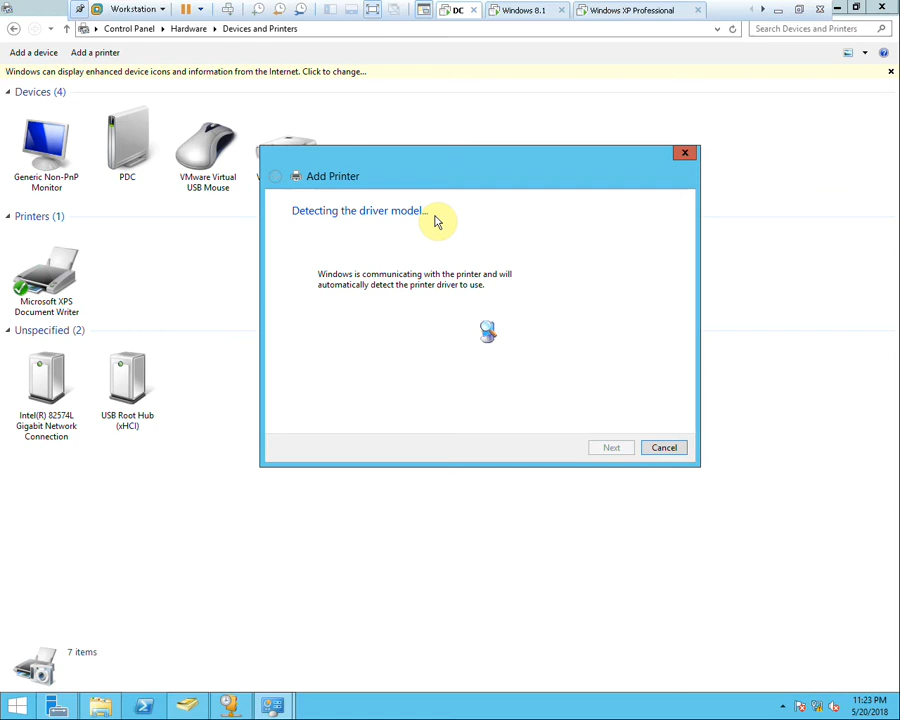 Workstation
DC
Windows 8.1
Windows XP Professional
Control Panel
Hardware
Devices and Printers
Search Devices and Printers
Add a device
Add a printer
Windows can display enhanced device icons and information from the Internet. Click to change...
Devices (4)
Generic Non-PnP
Monitor
PDC
VMware Virtual
USB Mouse
Add Printer
Detecting the driver model...
Windows is communicating with the printer and will
automatically detect the printer driver to use.
Next
Cancel
Printers (1)
Microsoft XPS
Document Writer
Unspecified (2)
Intel(R) 82574L
Gigabit Network
Connection
USB Root Hub
(xHCI)
7 items
11:23 PM
5/20/2018